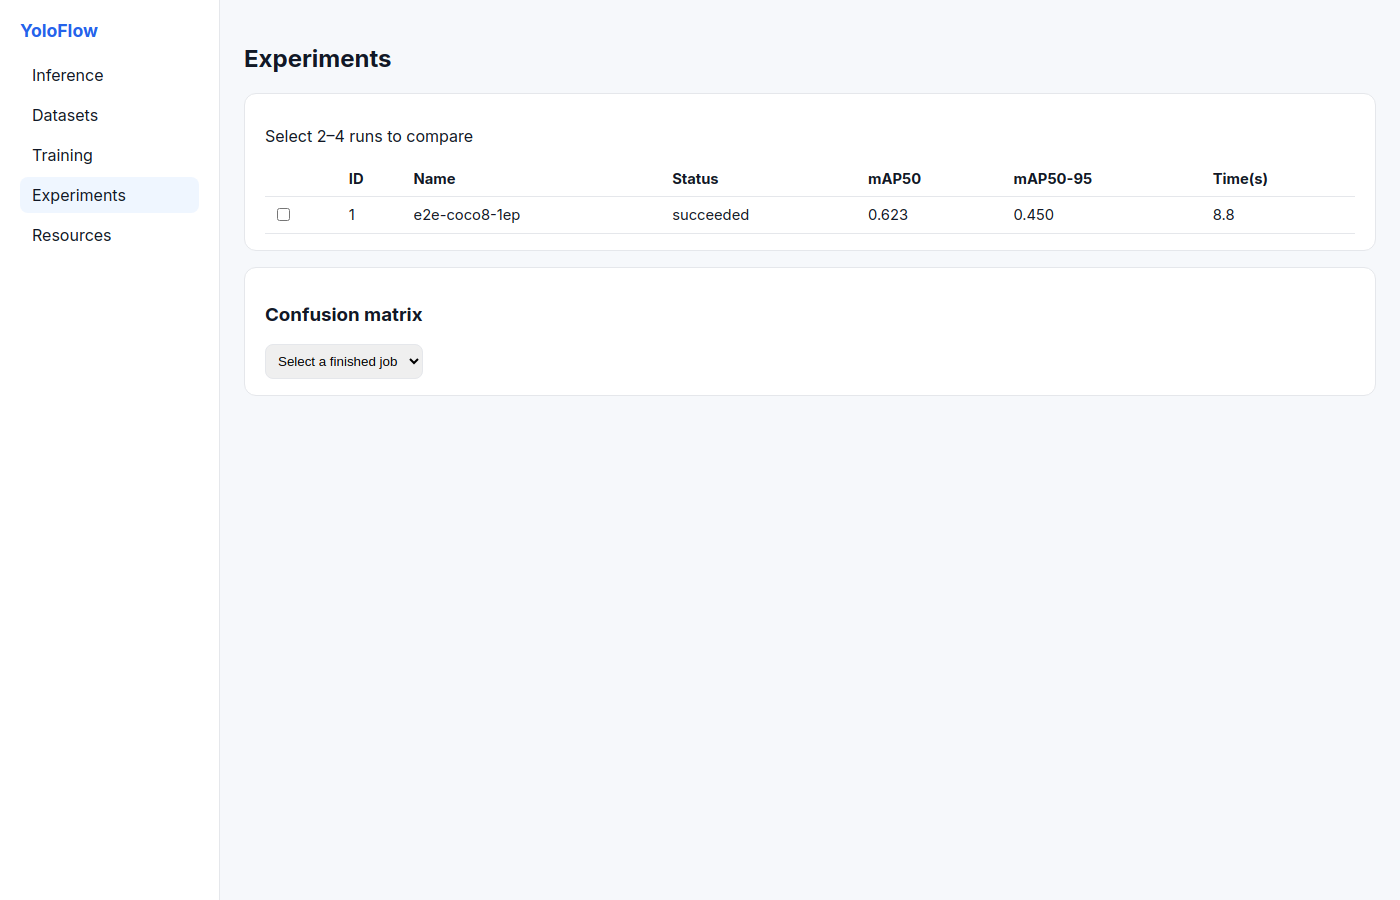 YoloFlow
Inference
Datasets
Training
Experiments
Resources
Experiments
Select 2–4 runs to compare
ID Name Status mAP50 mAP50-95 Time(s)
1 e2e-coco8-1ep succeeded 0.623 0.450 8.8
Confusion matrix
Select a finished job